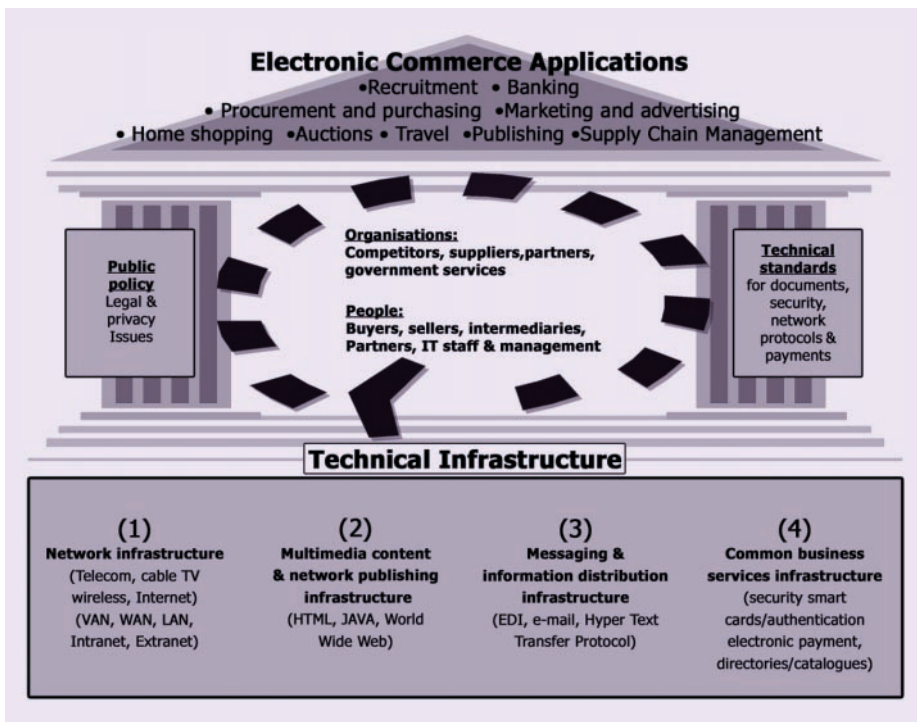 Electronic Commerce Applications
•Recruitment • Banking
• Procurement and purchasing •Marketing and advertising
• Home shopping •Auctions • Travel •Publishing •Supply Chain Management
Public
policy
Legal &
privacy
Issues
Organisations:
Competitors, suppliers,partners,
government services
People:
Buyers, sellers, intermediaries,
Partners, IT staff & management
Technical
standards
for documents,
security,
network
protocols &
payments
Technical Infrastructure
(1)
Network infrastructure
(Telecom, cable TV
wireless, Internet)
(VAN, WAN, LAN,
Intranet, Extranet)
(2)
Multimedia content
& network publishing
infrastructure
(HTML, JAVA, World
Wide Web)
(3)
Messaging &
information distribution
infrastructure
(EDI, e-mail, Hyper Text
Transfer Protocol)
(4)
Common business
services infrastructure
(security smart
cards/authentication
electronic payment,
directories/catalogues)